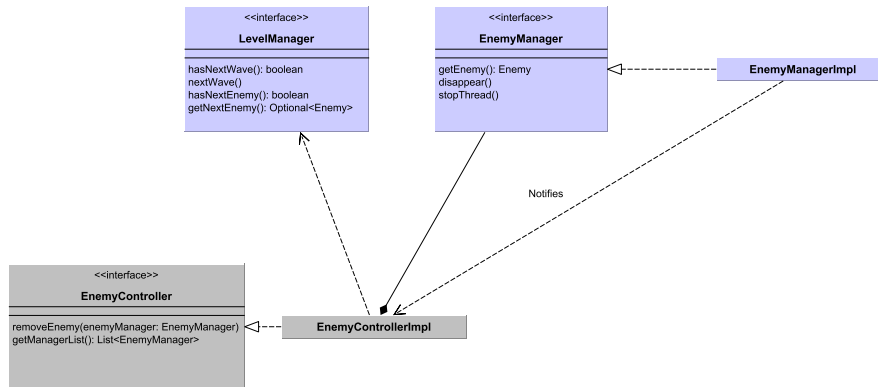 <<interface>>
LevelManager
hasNextWave(): boolean
nextWave()
hasNextEnemy(): boolean
getNextEnemy(): Optional<Enemy>
<<interface>>
EnemyManager
getEnemy(): Enemy
disappear()
stopThread()
EnemyManagerImpl
Notifies
<<interface>>
EnemyController
removeEnemy(enemyManager: EnemyManager)
getManagerList(): List<EnemyManager>
EnemyControllerImpl